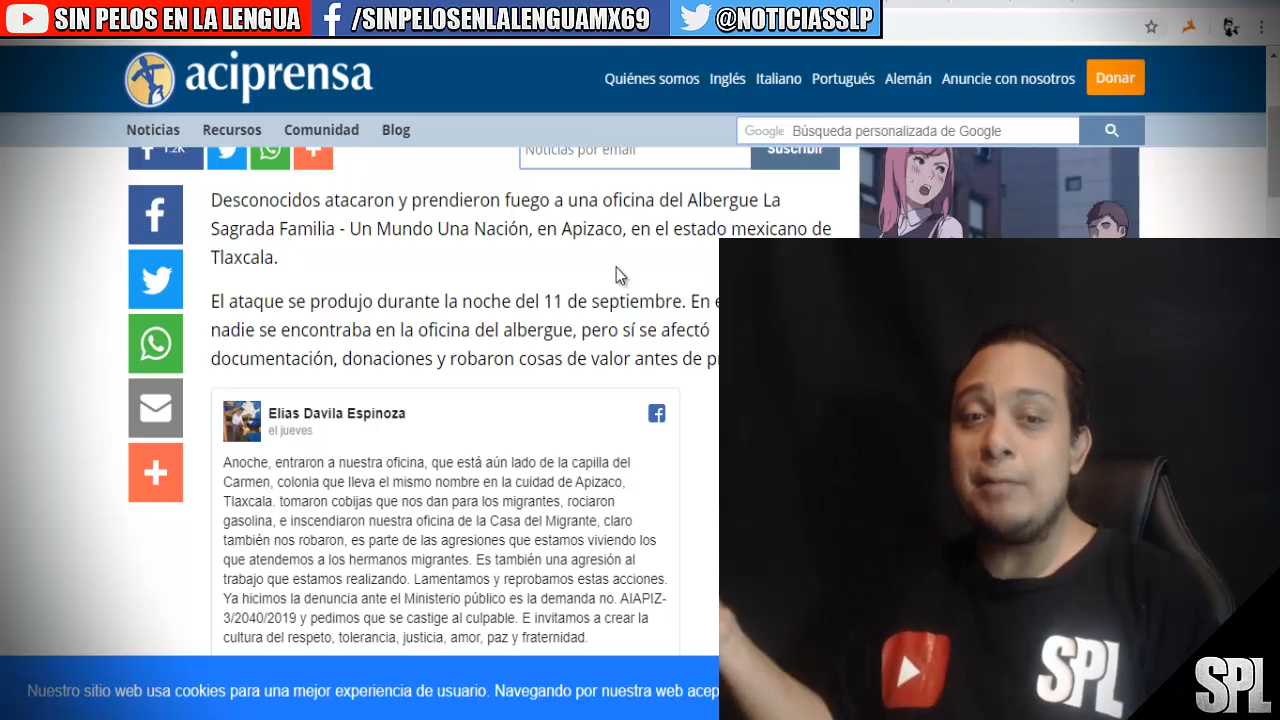 SIN PELOS EN LA LENGUA
/SINPELOSENLALENGUAMX69
@NOTICIASSLP
aciprensa
Quiénes somos Inglés Italiano Portugués Alemán Anuncie con nosotros Donar
Noticias Recursos Comunidad Blog
Google Búsqueda personalizada de Google
1.2K
Noticias por email
Suscribir
Desconocidos atacaron y prendieron fuego a una oficina del Albergue La
Sagrada Familia - Un Mundo Una Nación, en Apizaco, en el estado mexicano de
Tlaxcala.
El ataque se produjo durante la noche del 11 de septiembre. En
nadie se encontraba en la oficina del albergue, pero sí se afectó
documentación, donaciones y robaron cosas de valor antes de
Elias Davila Espinoza
el jueves
Anoche, entraron a nuestra oficina, que está aún lado de la capilla del
Carmen, colonia que lleva el mismo nombre en la cuidad de Apizaco,
Tlaxcala. tomaron cobijas que nos dan para los migrantes, rociaron
gasolina, e inscendiaron nuestra oficina de la Casa del Migrante, claro
también nos robaron, es parte de las agresiones que estamos viviendo los
que atendemos a los hermanos migrantes. Es también una agresión al
trabajo que estamos realizando. Lamentamos y reprobamos estas acciones.
Ya hicimos la denuncia ante el Ministerio público es la demanda no. AIAPIZ-
3/2040/2019 y pedimos que se castige al culpable. E invitamos a crear la
cultura del respeto, tolerancia, justicia, amor, paz y fraternidad.
Nuestro sitio web usa cookies para una mejor experiencia de usuario. Navegando por nuestra web
SPL
SPL